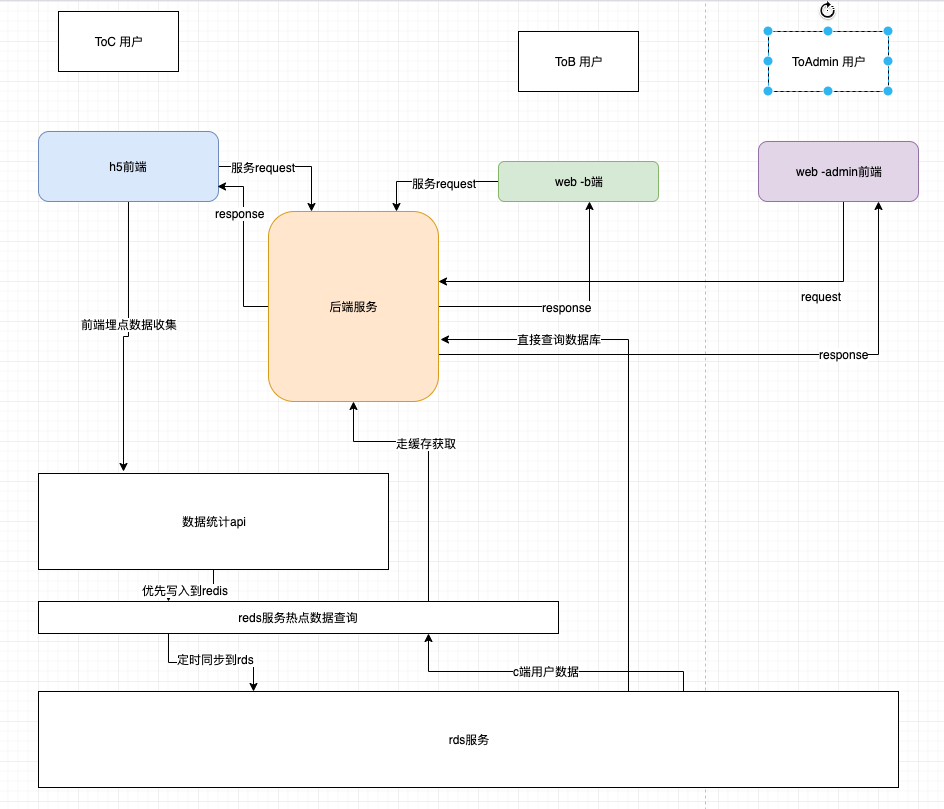 ToC 用户
ToB 用户
ToAdmin 用户
h5前端
服务request
response
服务request
web -b端
web -admin前端
后端服务
request
response
直接查询数据库
response
前端埋点数据收集
走缓存获取
数据统计api
优先写入到redis
reds服务热点数据查询
定时同步到rds
c端用户数据
rds服务